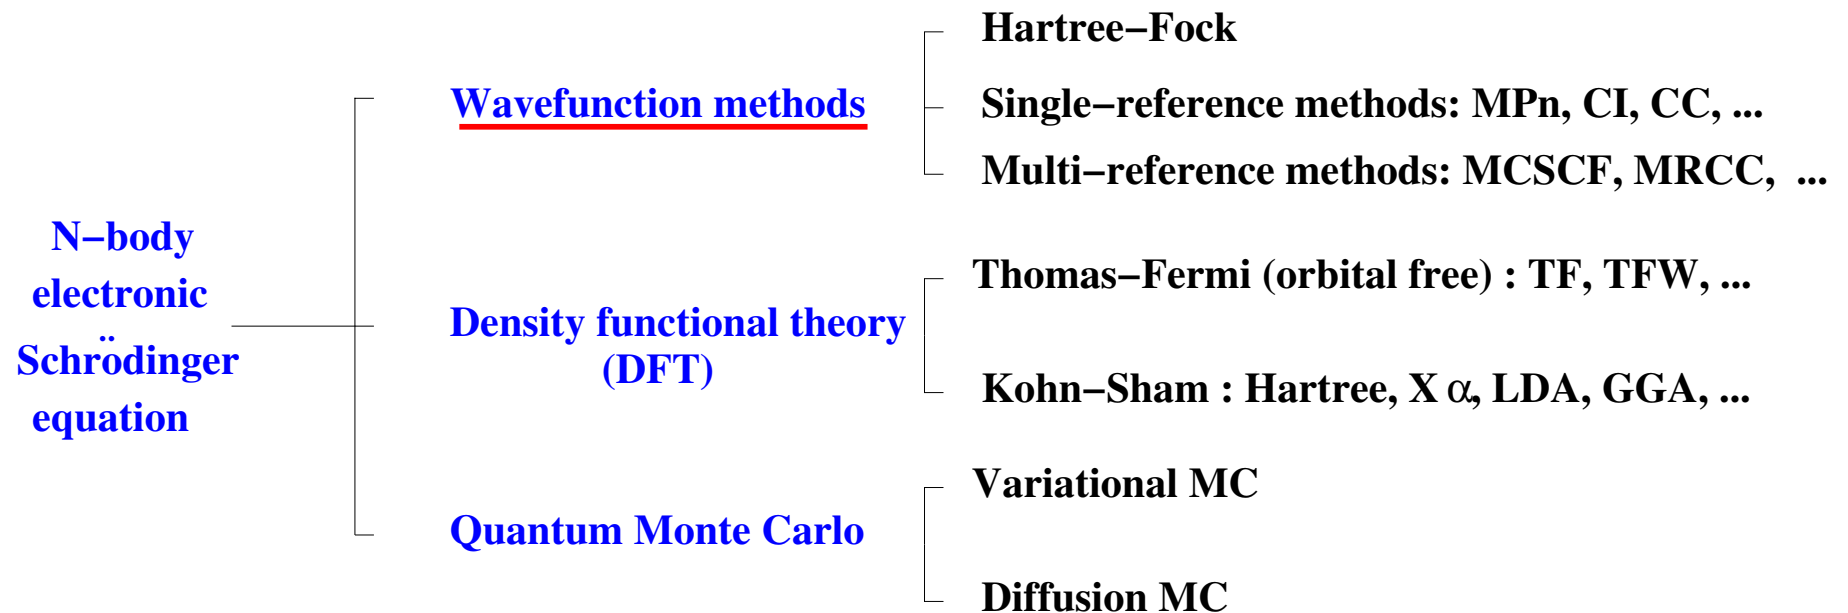 N−body
electronic
Schrödinger
equation
Wavefunction methods
Hartree−Fock
Single−reference methods: MPn, CI, CC, ...
Multi−reference methods: MCSCF, MRCC, ...
Density functional theory
(DFT)
Thomas−Fermi (orbital free) : TF, TFW, ...
Kohn−Sham : Hartree, X α, LDA, GGA, ...
Quantum Monte Carlo
Variational MC
Diffusion MC